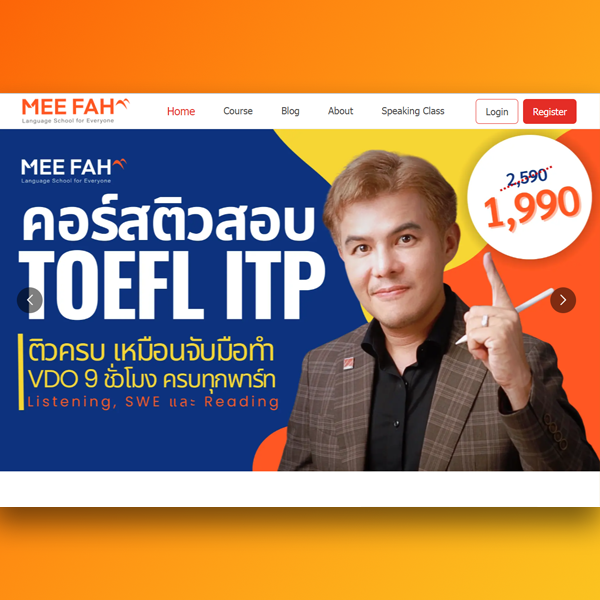 MEE FAH
Language School for Everyone
Home Course Blog About Speaking Class Login Register
MEE FAH
Language School for Everyone
2,590
1,990
คอร์สติวสอบ
TOEFL ITP
ติวครบ เหมือนจับมือทำ
VDO 9 ชั่วโมง ครบทุกพาร์ท
Listening, SWE และ Reading